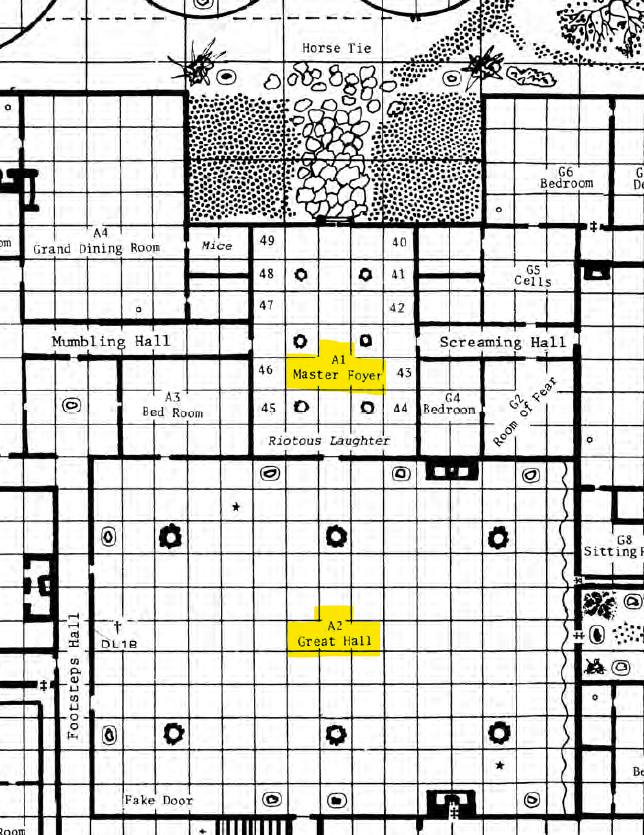 Horse Tie
G6
Bedroom
A4
Grand Dining Room
Mice
49
40
48
41
G5
Cells
47
42
Mumbling Hall
Screaming Hall
A1
Master Foyer
46
43
A3
Bed Room
45
44
G4
Bedroom
G2
Room of Fear
Riotous Laughter
G8
Sitting
A2
Great Hall
DL1B
Footsteps Hall
Fake Door